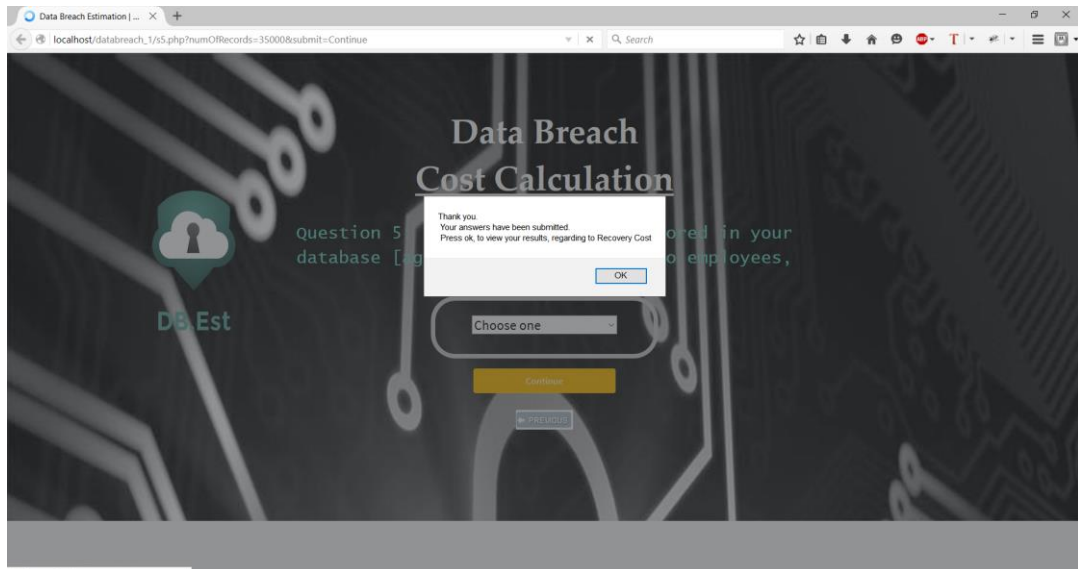 Data Breach Estimation | ...
localhost/databreach_1/s5.php?numOfRecords=35000&submit=Continue
Search
ABP
T
Data Breach
Cost Calculation
Thank you.
Your answers have been submitted.
Press ok, to view your results, regarding to Recovery Cost
OK
Question 5 ored in your
database [ag o employees,
DB.Est
Choose one
Continue
PREVIOUS